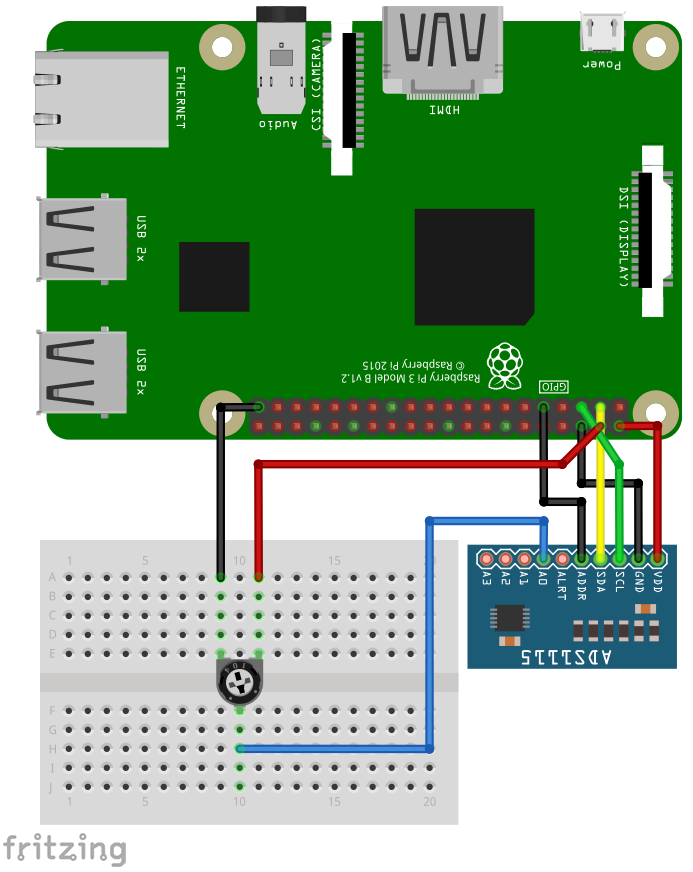 ETHERNET
Audio
CSI (CAMERA)
HDMI
Power
USB 2x
DSI (DISPLAY)
USB 2x
© Raspberry Pi 2015
Raspberry Pi 3 Model B v1.2
GPIO
1 5 10 15 20
A
B
C
D
E
F
G
H
I
J
1 5 10 15 20
104
A3 A2 A1 A0 ALRT ADDR SDA SCL GND VDD
ADS1115
fritzing